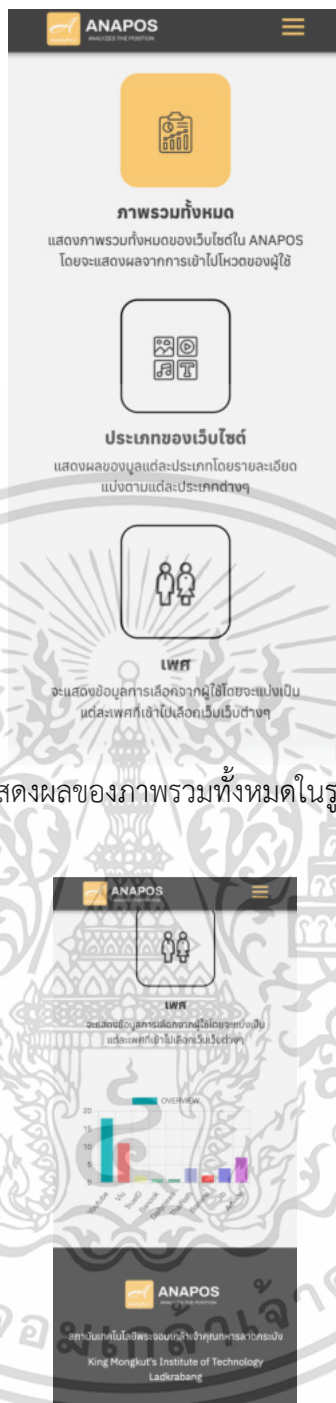 ANAPOS
ANALYZES THE POSITION
ภาพรวมทั้งหมด
แสดงภาพรวมทั้งหมดของเว็บไซต์ใน ANAPOS
โดยจะแสดงผลจากการเข้าไปโหวตของผู้ใช้
ประเภทของเว็บไซต์
แสดงผลของมูลแต่ละประเภทโดยรายละเอียด
แบ่งตามแต่ละประเภทต่างๆ
เพศ
จะแสดงข้อมูลการเลือกจากผู้ใช้โดยจะแบ่งเป็น
แต่ละเพศที่เข้าไปเลือกเว็บเว็บต่างๆ
สดงผลของภาพรวมทั้งหมดในรู
ANAPOS
เพศ
จะแสดงข้อมูลการเลือกจากผู้ใช้โดยจะแบ่งเป็น
แต่ละเพศที่เข้าไปเลือกเว็บเว็บต่างๆ
OVERVIEW
20
15
10
5
0
Youtube
Viu
TrueID
ANAPOS
สถาบันเทคโนโลยีพระจอมเกล้าเจ้าคุณทหารลาดกระบัง
King Mongkut's Institute of Technology
Ladkrabang